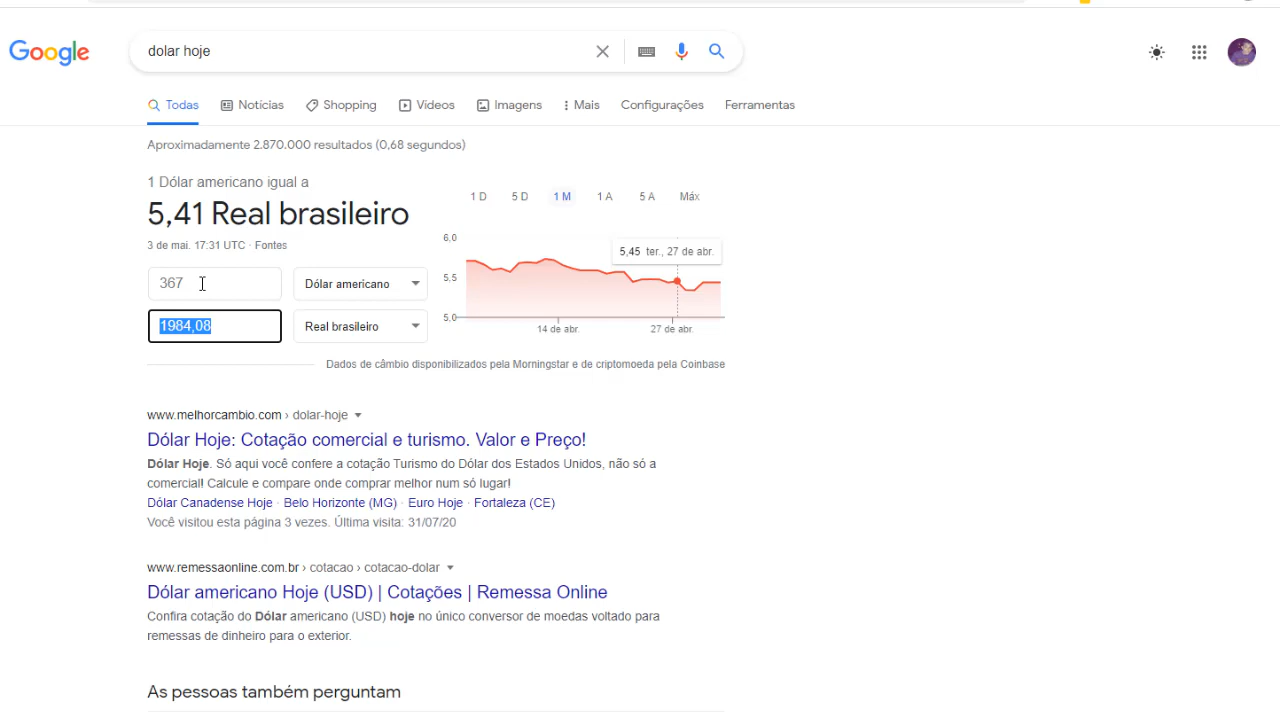 Google
dolar hoje
Todas
Notícias
Shopping
Vídeos
Imagens
Mais
Configurações
Ferramentas
Aproximadamente 2.870.000 resultados (0,68 segundos)
1 Dólar americano igual a
5,41 Real brasileiro
3 de mai. 17:31 UTC · Fontes
367
Dólar americano
1984,08
Real brasileiro
1 D
5 D
1 M
1 A
5 A
Máx
6,0
5,5
5,0
5,45 ter., 27 de abr.
14 de abr.
27 de abr.
Dados de câmbio disponibilizados pela Morningstar e de criptomoeda pela Coinbase
www.melhorcambio.com › dolar-hoje
Dólar Hoje: Cotação comercial e turismo. Valor e Preço!
Dólar Hoje. Só aqui você confere a cotação Turismo do Dólar dos Estados Unidos, não só a
comercial! Calcule e compare onde comprar melhor num só lugar!
Dólar Canadense Hoje · Belo Horizonte (MG) · Euro Hoje · Fortaleza (CE)
Você visitou esta página 3 vezes. Última visita: 31/07/20
www.remessaonline.com.br › cotacao › cotacao-dolar
Dólar americano Hoje (USD) | Cotações | Remessa Online
Confira cotação do Dólar americano (USD) hoje no único conversor de moedas voltado para
remessas de dinheiro para o exterior.
As pessoas também perguntam